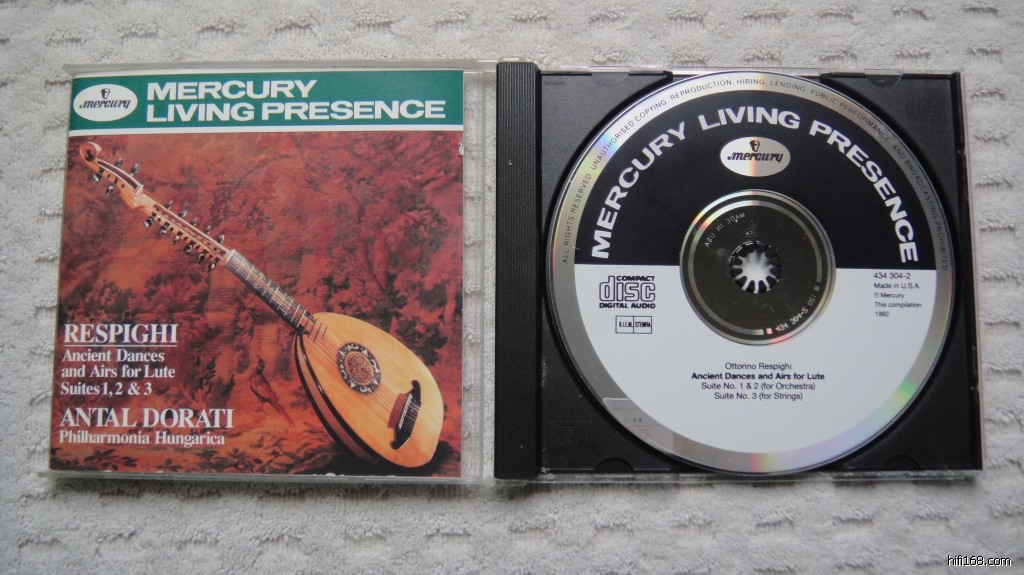 mercury
MERCURY
LIVING PRESENCE
RESPIGHI
Ancient Dances
and Airs for Lute
Suites 1, 2 & 3
ANTAL DORATI
Philharmonia Hungarica
ALL RIGHTS RESERVED. UNAUTHORISED COPYING, REPRODUCTION, HIRING, LENDING, PUBLIC PERFORMANCE, AND BROADCASTING PROHIBITED
MERCURY LIVING PRESENCE
mercury
COMPACT
disc
DIGITAL AUDIO
B.I.E.M. STEMRA
434 304-2
Made in U.S.A.
℗ Mercury
This compilation
1992
Ottorino Respighi
Ancient Dances and Airs for Lute
Suite No. 1 & 2 (for Orchestra)
Suite No. 3 (for Strings)
hifi168.com